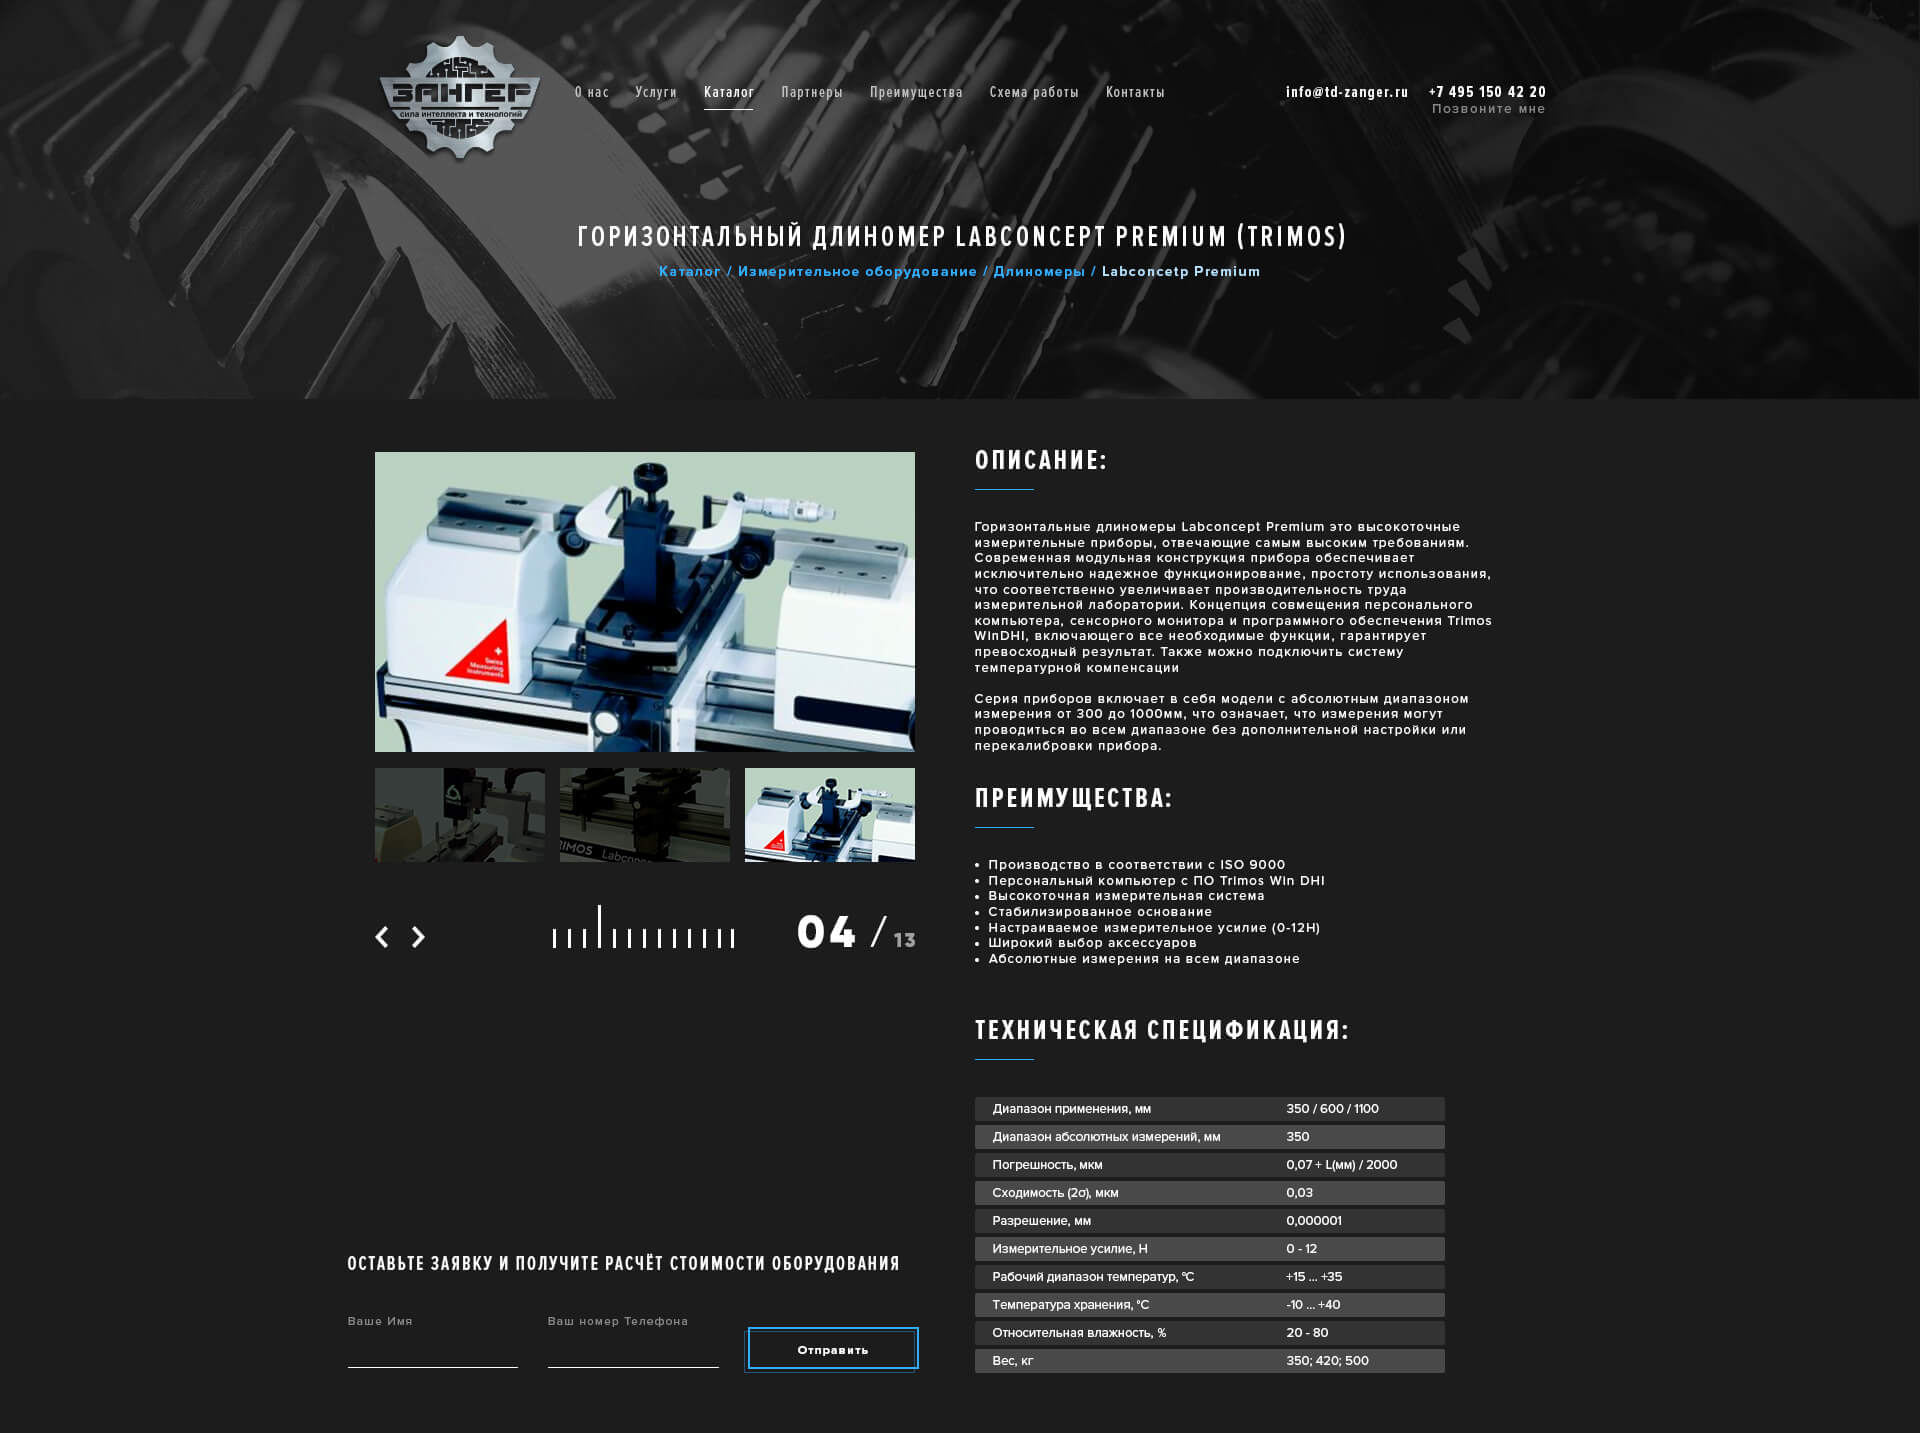 ЗАНГЕР
сила интеллекта и технологий
О нас Услуги Каталог Партнеры Преимущества Схема работы Контакты
info@td-zanger.ru +7 495 150 42 20
Позвоните мне
ГОРИЗОНТАЛЬНЫЙ ДЛИНОМЕР LABCONCEPT PREMIUM (TRIMOS)
Каталог / Измерительное оборудование / Длиномеры / Labconcetp Premium
Swiss
Measuring
Instruments
TRIMOS Labconc
04 / 13
ОПИСАНИЕ:
Горизонтальные длиномеры Labconcept Premium это высокоточные
измерительные приборы, отвечающие самым высоким требованиям.
Современная модульная конструкция прибора обеспечивает
исключительно надежное функционирование, простоту использования,
что соответственно увеличивает производительность труда
измерительной лаборатории. Концепция совмещения персонального
компьютера, сенсорного монитора и программного обеспечения Trimos
WinDHI, включающего все необходимые функции, гарантирует
превосходный результат. Также можно подключить систему
температурной компенсации
Серия приборов включает в себя модели с абсолютным диапазоном
измерения от 300 до 1000мм, что означает, что измерения могут
проводиться во всем диапазоне без дополнительной настройки или
перекалибровки прибора.
ПРЕИМУЩЕСТВА:
• Производство в соответствии с ISO 9000
• Персональный компьютер с ПО Trimos Win DHI
• Высокоточная измерительная система
• Стабилизированное основание
• Настраиваемое измерительное усилие (0-12Н)
• Широкий выбор аксессуаров
• Абсолютные измерения на всем диапазоне
ТЕХНИЧЕСКАЯ СПЕЦИФИКАЦИЯ:
Диапазон применения, мм 350 / 600 / 1100
Диапазон абсолютных измерений, мм 350
Погрешность, мкм 0,07 + L(мм) / 2000
Сходимость (2σ), мкм 0,03
Разрешение, мм 0,000001
Измерительное усилие, Н 0 - 12
Рабочий диапазон температур, °С +15 ... +35
Температура хранения, °С -10 ... +40
Относительная влажность, % 20 - 80
Вес, кг 350; 420; 500
ОСТАВЬТЕ ЗАЯВКУ И ПОЛУЧИТЕ РАСЧЁТ СТОИМОСТИ ОБОРУДОВАНИЯ
Ваше Имя
Ваш номер Телефона
Отправить